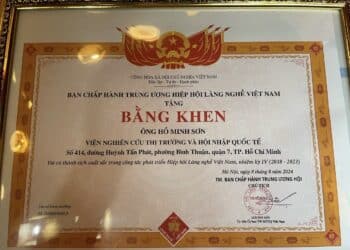 CỘNG HÒA XÃ HỘI CHỦ NGHĨA VIỆT NAM
Độc lập - Tự do - Hạnh phúc
BAN CHẤP HÀNH TRUNG ƯƠNG HIỆP HỘI LÀNG NGHỀ VIỆT NAM
TẶNG
BẰNG KHEN
ÔNG HỒ MINH SƠN
VIỆN NGHIÊN CỨU THỊ TRƯỜNG VÀ HỘI NHẬP QUỐC TẾ
Số 414, đường Huỳnh Tấn Phát, phường Bình Thuận, quận 7, TP. Hồ Chí Minh
Đã có thành tích xuất sắc trong công tác phát triển Hiệp hội Làng nghề Việt Nam, nhiệm kỳ IV (2018 - 2023)
Hà Nội, ngày 8 tháng 8 năm 2024
TM. BAN CHẤP HÀNH TRUNG ƯƠNG HỘI
CHỦ TỊCH